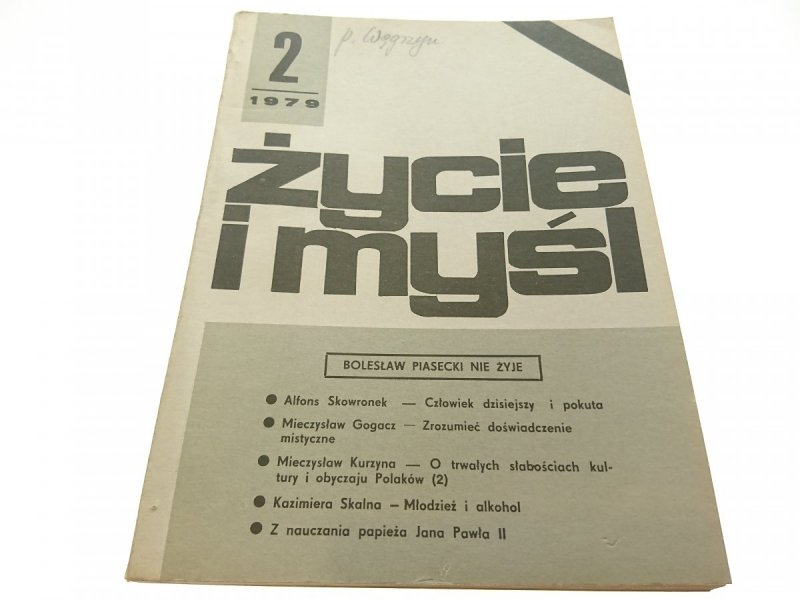 2
1979
p. Węgrzyn
życie
i myśl
BOLESŁAW PIASECKI NIE ŻYJE
● Alfons Skowronek — Człowiek dzisiejszy i pokuta
● Mieczysław Gogacz — Zrozumieć doświadczenie
mistyczne
● Mieczysław Kurzyna — O trwałych słabościach kul-
tury i obyczaju Polaków (2)
● Kazimiera Skalna — Młodzież i alkohol
● Z nauczania papieża Jana Pawła II